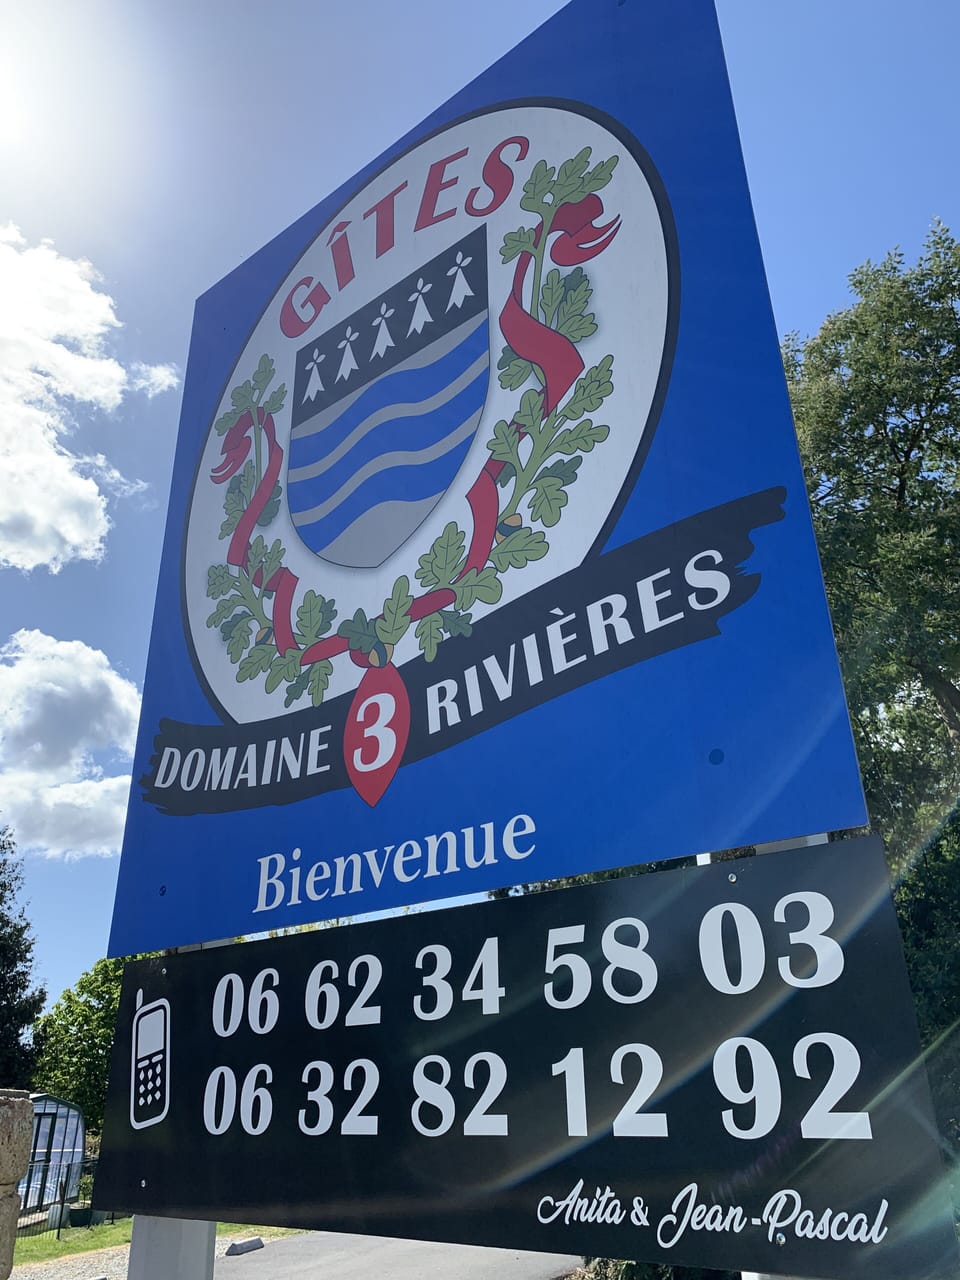 GÎTES
DOMAINE 3 RIVIÈRES
Bienvenue
06 62 34 58 03
06 32 82 12 92
Anita & Jean-Pascal